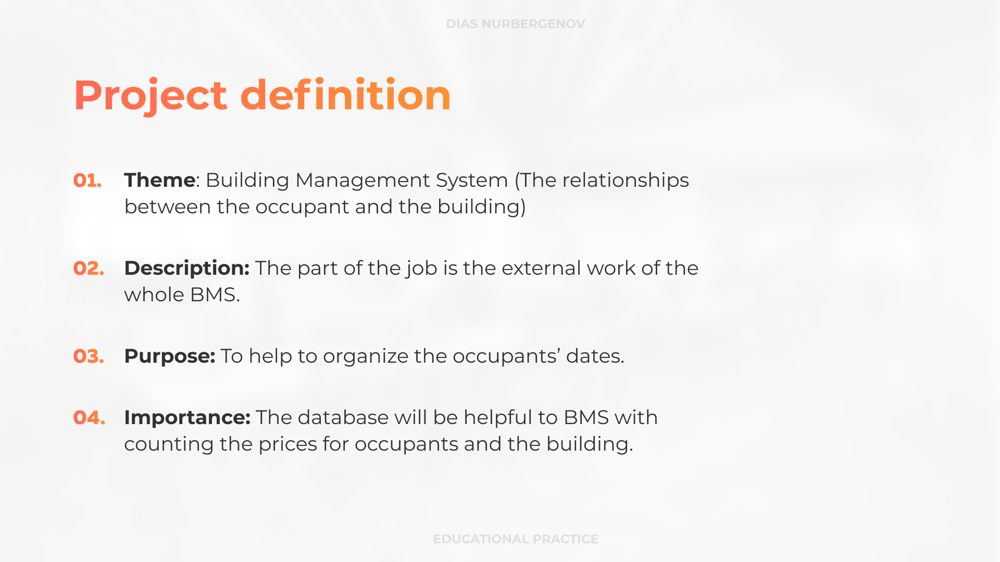 DIAS NURBERGENOV
Project definition
01. Theme: Building Management System (The relationships
between the occupant and the building)
02. Description: The part of the job is the external work of the
whole BMS.
03. Purpose: To help to organize the occupants’ dates.
04. Importance: The database will be helpful to BMS with
counting the prices for occupants and the building.
EDUCATIONAL PRACTICE